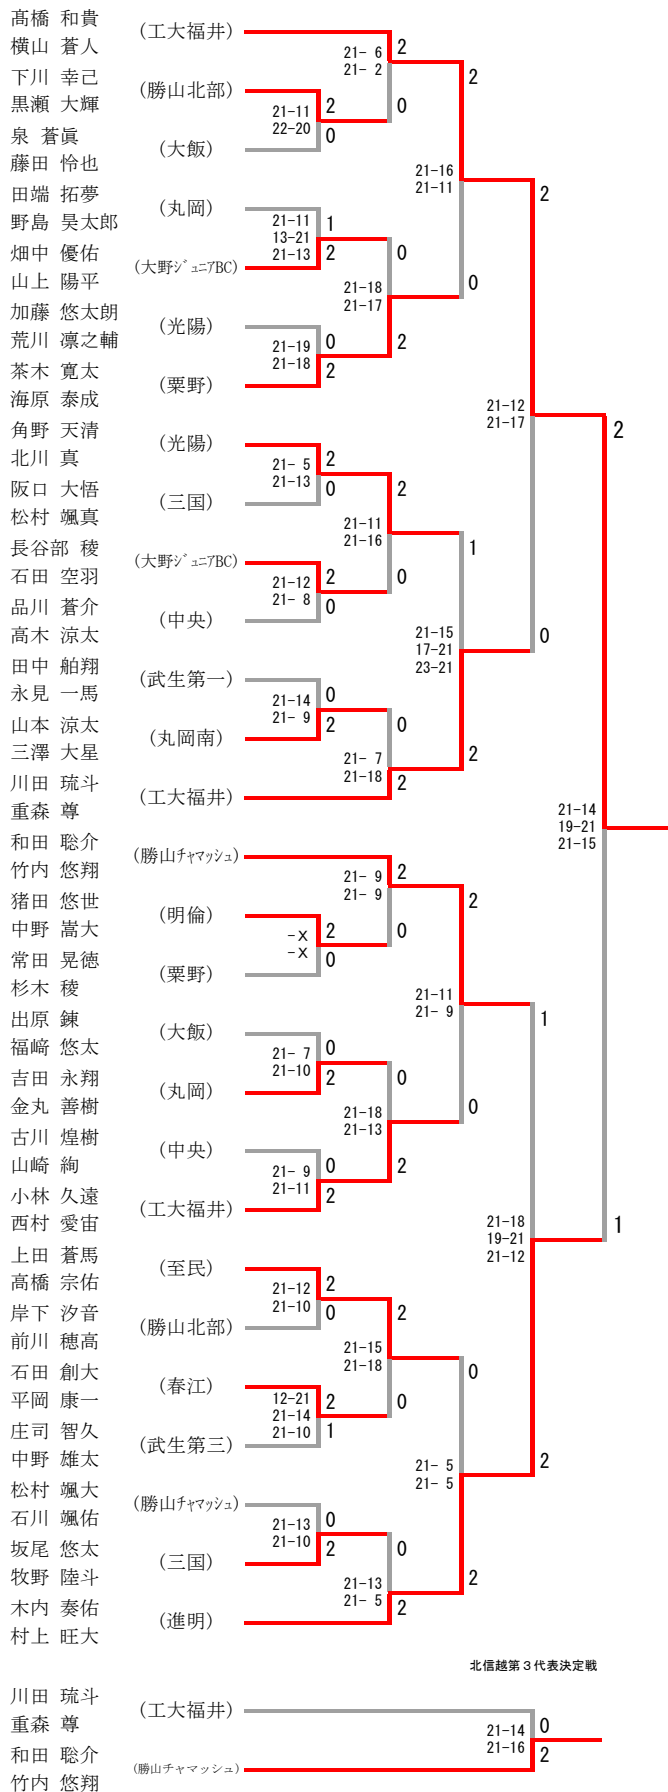 髙橋 和貴
横山 蒼人
(工大福井)
下川 幸己
黒瀬 大輝
(勝山北部)
泉 蒼眞
藤田 怜也
(大飯)
田端 拓夢
野島 昊太郎
(丸岡)
畑中 優佑
山上 陽平
(大野ｼﾞｭﾆｱBC)
加藤 悠太朗
荒川 凛之輔
(光陽)
茶木 寛太
海原 泰成
(粟野)
角野 天清
北川 真
(光陽)
阪口 大悟
松村 颯真
(三国)
長谷部 稜
石田 空羽
(大野ｼﾞｭﾆｱBC)
品川 蒼介
高木 涼太
(中央)
田中 舶翔
永見 一馬
(武生第一)
山本 涼太
三澤 大星
(丸岡南)
川田 琉斗
重森 尊
(工大福井)
和田 聡介
竹内 悠翔
(勝山ﾁｬﾏｯｼｭ)
猪田 悠世
中野 嵩大
(明倫)
常田 晃徳
杉木 稜
(粟野)
出原 錬
福﨑 悠太
(大飯)
吉田 永翔
金丸 善樹
(丸岡)
古川 煌樹
山崎 絢
(中央)
小林 久遠
西村 愛宙
(工大福井)
上田 蒼馬
高橋 宗佑
(至民)
岸下 汐音
前川 穂高
(勝山北部)
石田 創大
平岡 康一
(春江)
庄司 智久
中野 雄太
(武生第三)
松村 颯大
石川 颯佑
(勝山ﾁｬﾏｯｼｭ)
坂尾 悠太
牧野 陸斗
(三国)
木内 奏佑
村上 旺大
(進明)
21-11
22-20
2
0
21-11
13-21
21-13
1
2
21-19
21-18
0
2
21- 5
21-13
2
0
21-12
21- 8
2
0
21-14
21- 9
0
2
-X
-X
2
0
21- 7
21-10
0
2
21- 9
21-11
0
2
21-12
21-10
2
0
12-21
21-14
21-10
2
1
21-13
21-10
0
2
21- 6
21- 2
2
0
21-18
21-17
0
2
21-11
21-16
2
0
21- 7
21-18
0
2
21- 9
21- 9
2
0
21-18
21-13
0
2
21-15
21-18
2
0
21-13
21- 5
0
2
21-16
21-11
2
0
21-15
17-21
23-21
1
2
21-11
21- 9
2
0
21- 5
21- 5
0
2
21-12
21-17
2
0
21-18
19-21
21-12
1
2
21-14
19-21
21-15
2
1
北信越第３代表決定戦
川田 琉斗
重森 尊
(工大福井)
和田 聡介
竹内 悠翔
(勝山チャマッシュ)
21-14
21-16
0
2